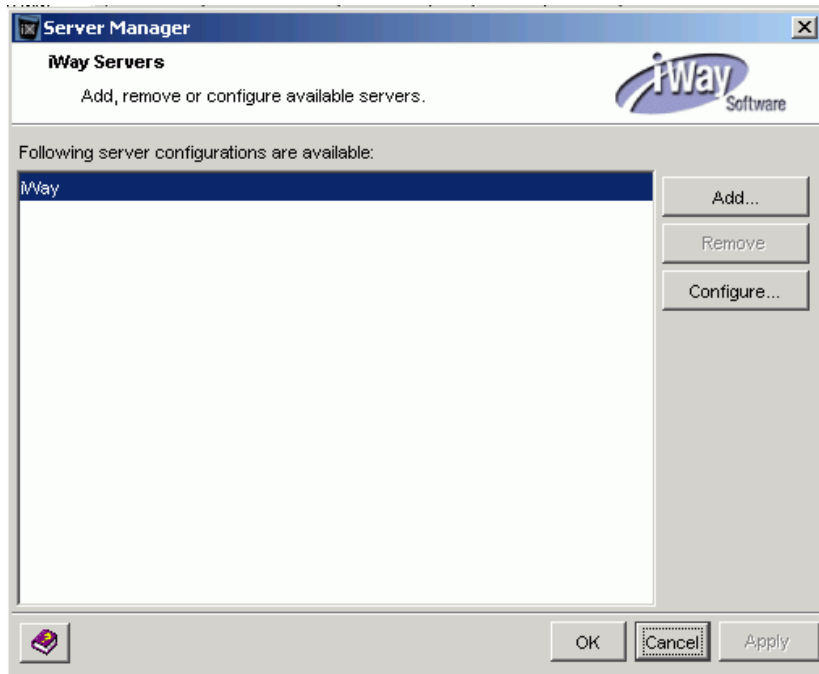 Server Manager
iWay Servers
Add, remove or configure available servers.
iWay
Software
Following server configurations are available:
iWay
Add...
Remove
Configure...
OK
Cancel
Apply